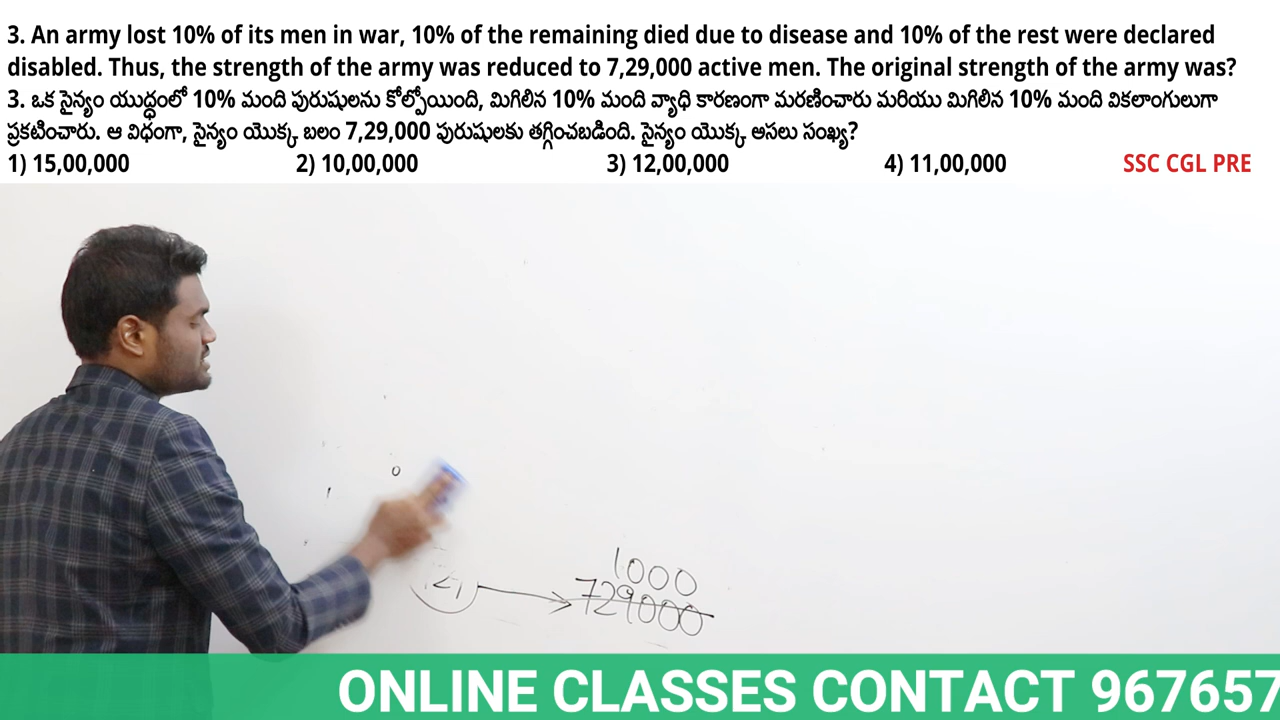 3. An army lost 10% of its men in war, 10% of the remaining died due to disease and 10% of the rest were declared
disabled. Thus, the strength of the army was reduced to 7,29,000 active men. The original strength of the army was?
3. ఒక సైన్యం యుద్ధంలో 10% మంది పురుషులను కోల్పోయింది, మిగిలిన 10% మంది వ్యాధి కారణంగా మరణించారు మరియు మిగిలిన 10% మంది వికలాంగులుగా
ప్రకటించారు. ఆ విధంగా, సైన్యం యొక్క బలం 7,29,000 పురుషులకు తగ్గించబడింది. సైన్యం యొక్క అసలు సంఖ్య?
1) 15,00,000 2) 10,00,000 3) 12,00,000 4) 11,00,000 SSC CGL PRE
1000
729000
ONLINE CLASSES CONTACT 967657